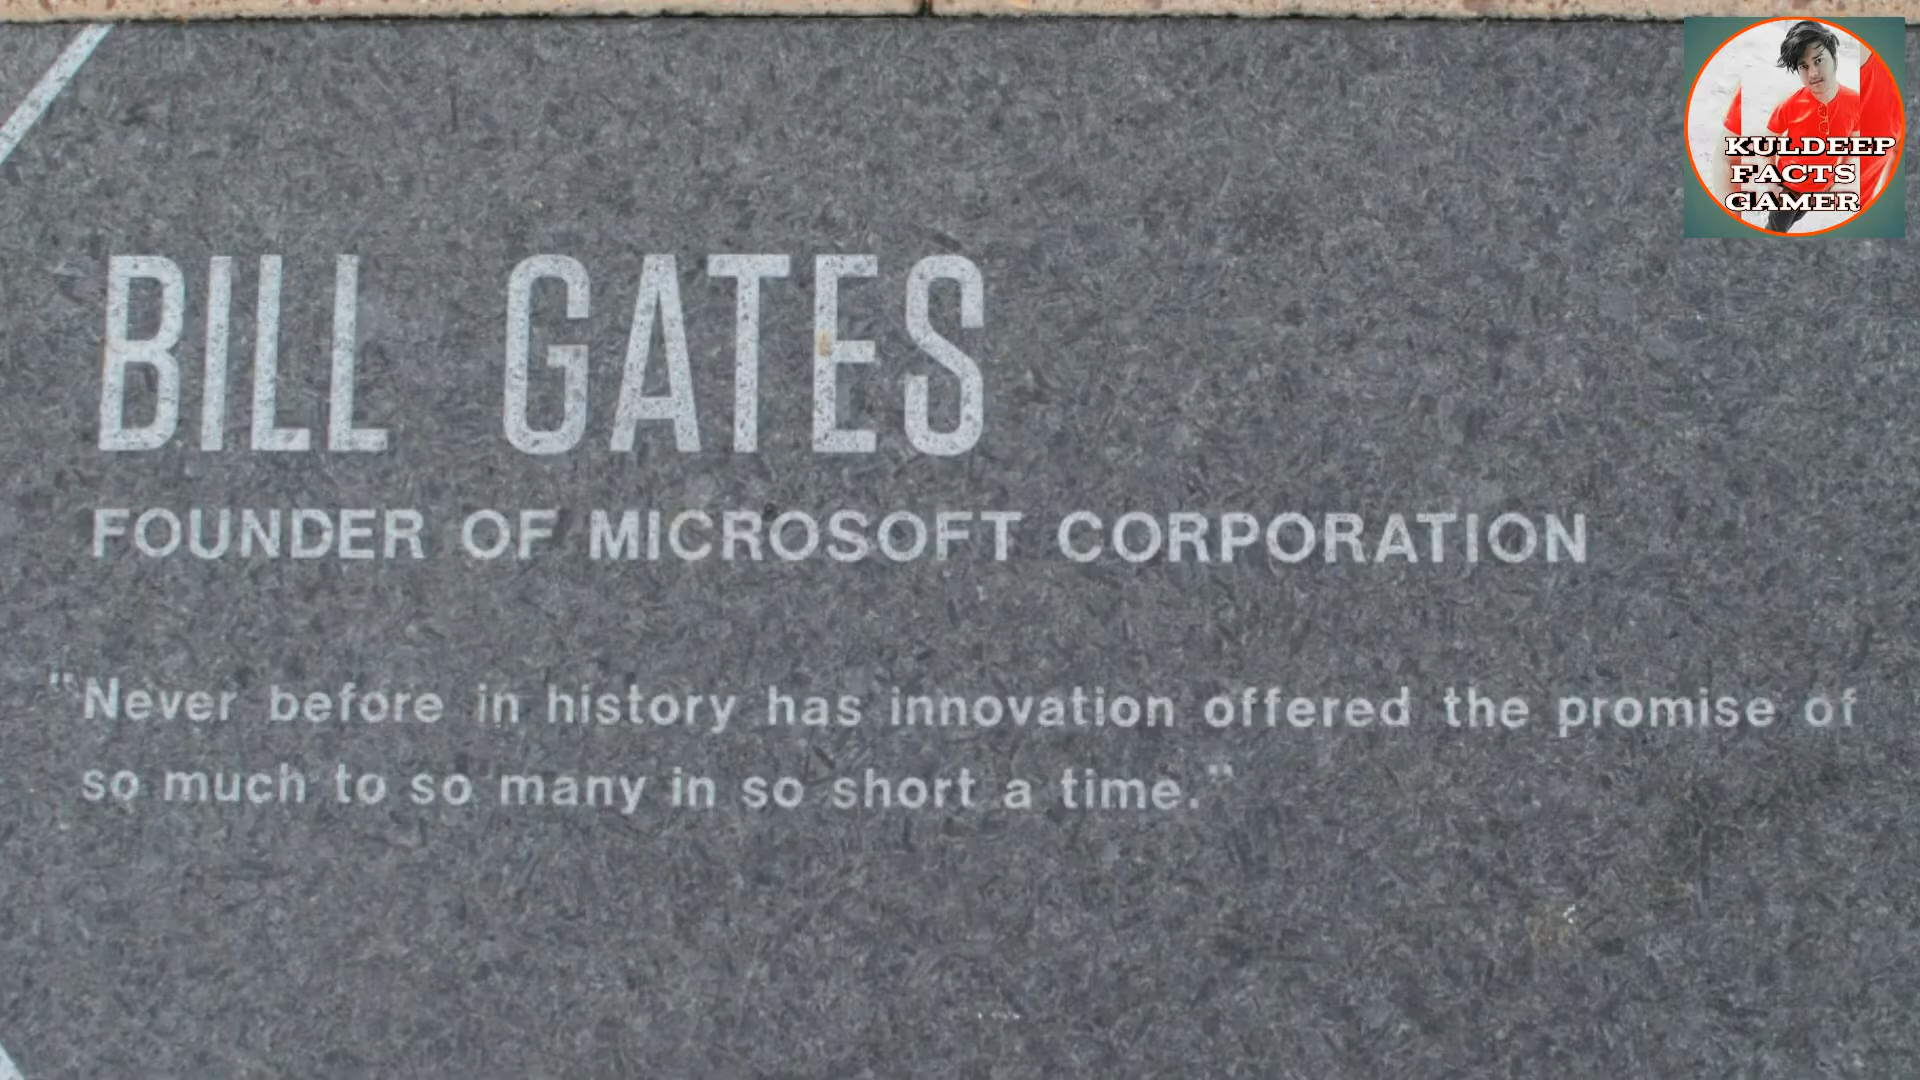 KULDEEP
FACTS
GAMER
BILL GATES
FOUNDER OF MICROSOFT CORPORATION
"Never before in history has innovation offered the promise of
so much to so many in so short a time."